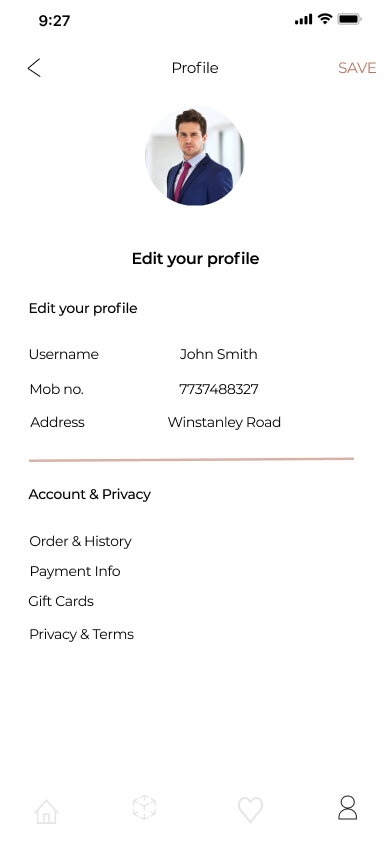 9:27
Profile SAVE
Edit your profile
Edit your profile
Username John Smith
Mob no. 7737488327
Address Winstanley Road
Account & Privacy
Order & History
Payment Info
Gift Cards
Privacy & Terms